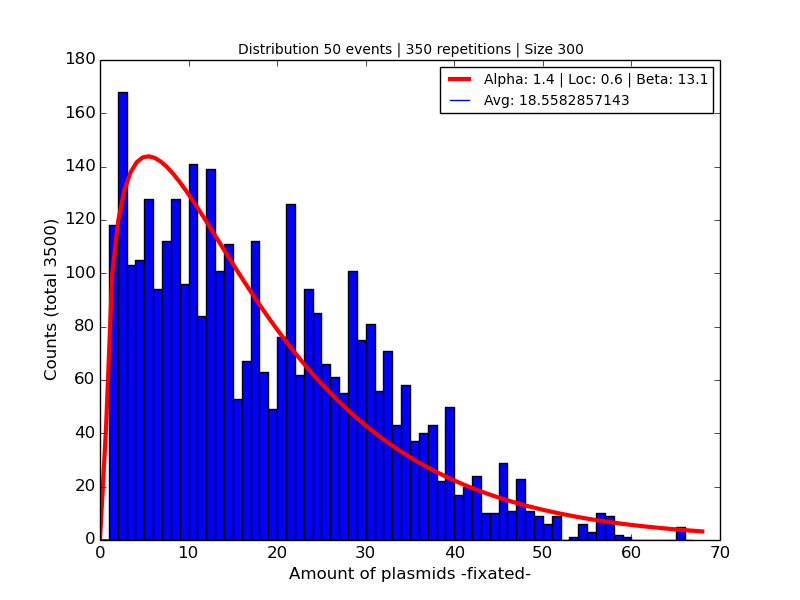 Distribution 50 events | 350 repetitions | Size 300
Alpha: 1.4 | Loc: 0.6 | Beta: 13.1
Avg: 18.5582857143
180
160
140
120
100
80
60
40
20
0
Counts (total 3500)
0 10 20 30 40 50 60 70
Amount of plasmids -fixated-